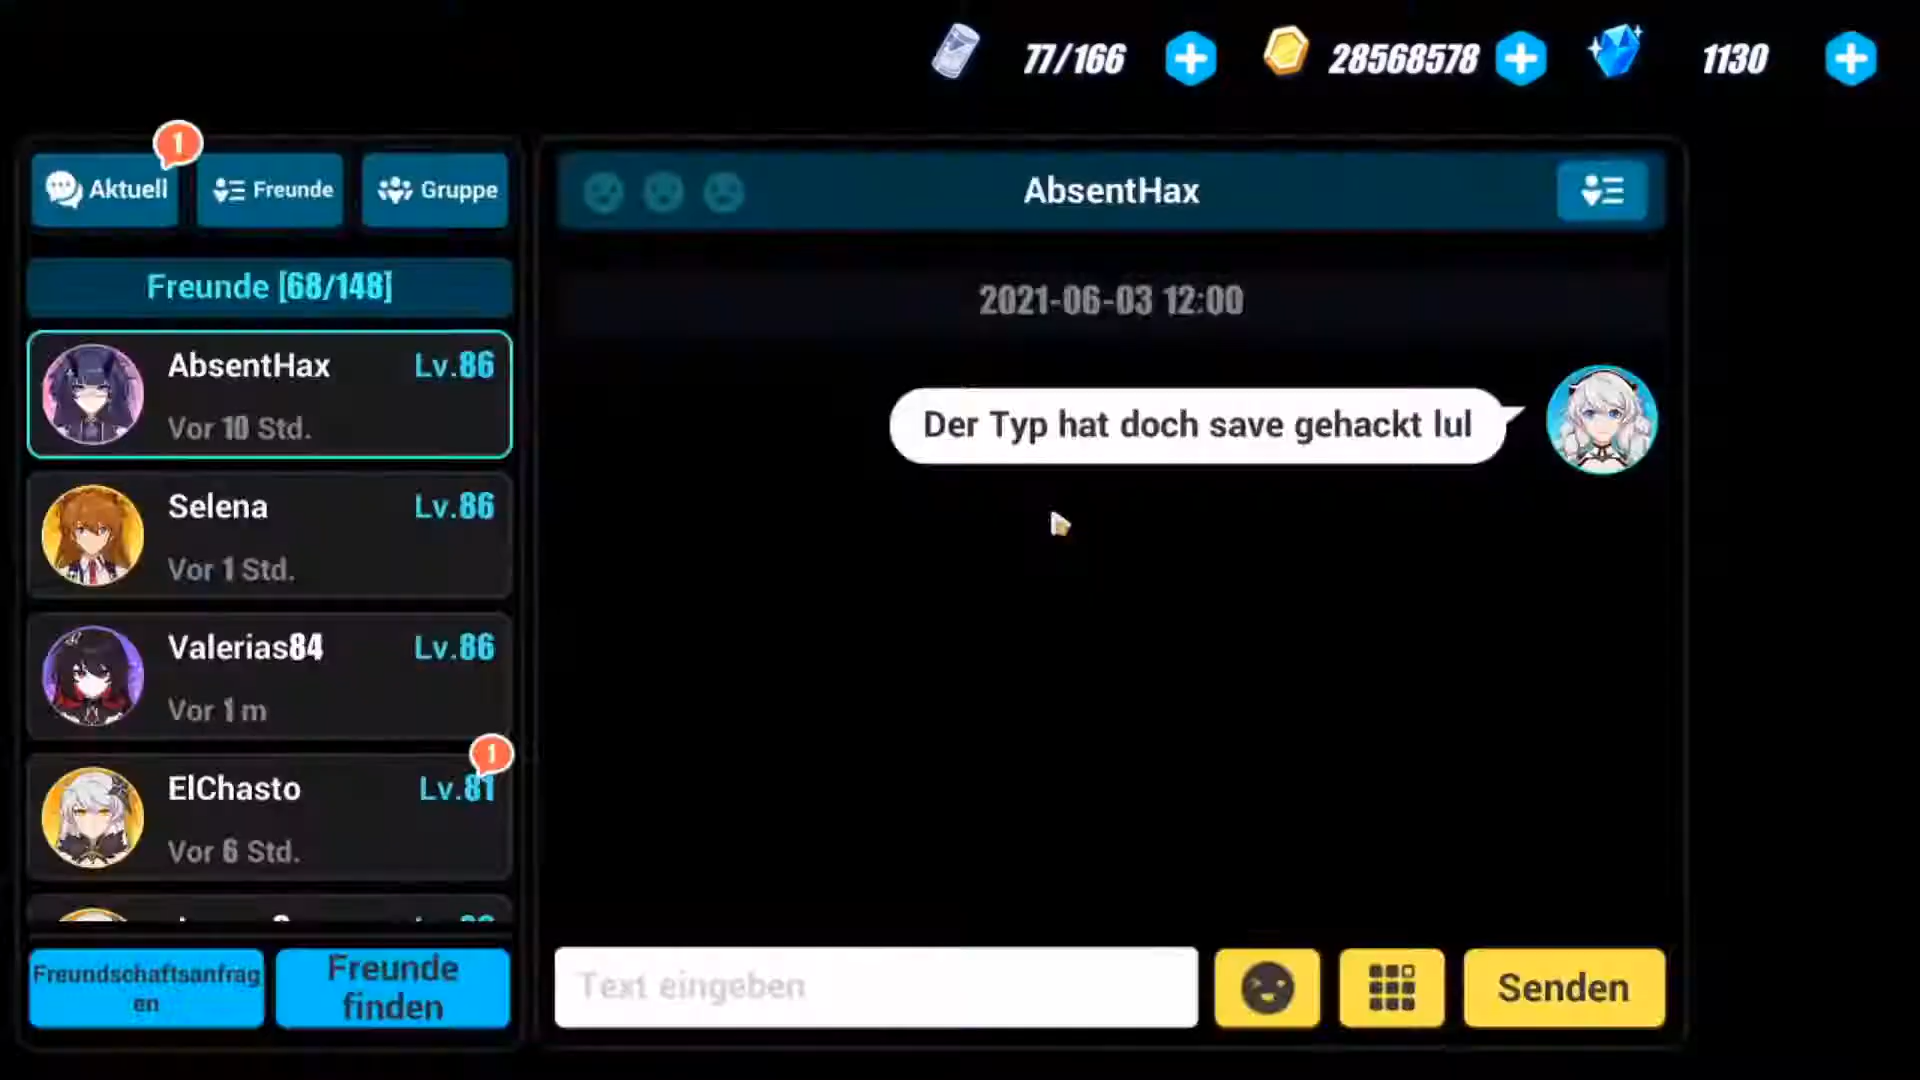 77/166
28568578
1130
1
Aktuell
Freunde
Gruppe
Freunde [68/148]
AbsentHax Lv.86
Vor 10 Std.
Selena Lv.86
Vor 1 Std.
Valerias84 Lv.86
Vor 1 m
1
ElChasto Lv.81
Vor 6 Std.
Freundschaftsanfrag
en
Freunde
finden
AbsentHax
2021-06-03 12:00
Der Typ hat doch save gehackt lul
Text eingeben
Senden